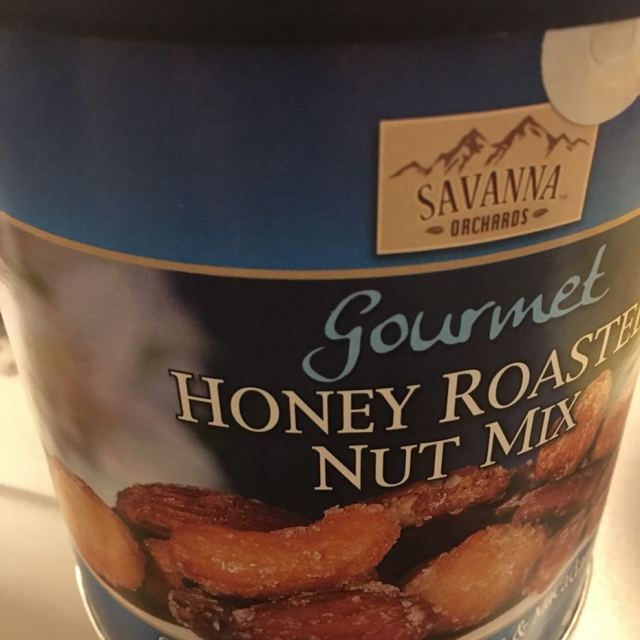 SAVANNA
ORCHARDS
Gourmet
HONEY ROASTED
NUT MIX